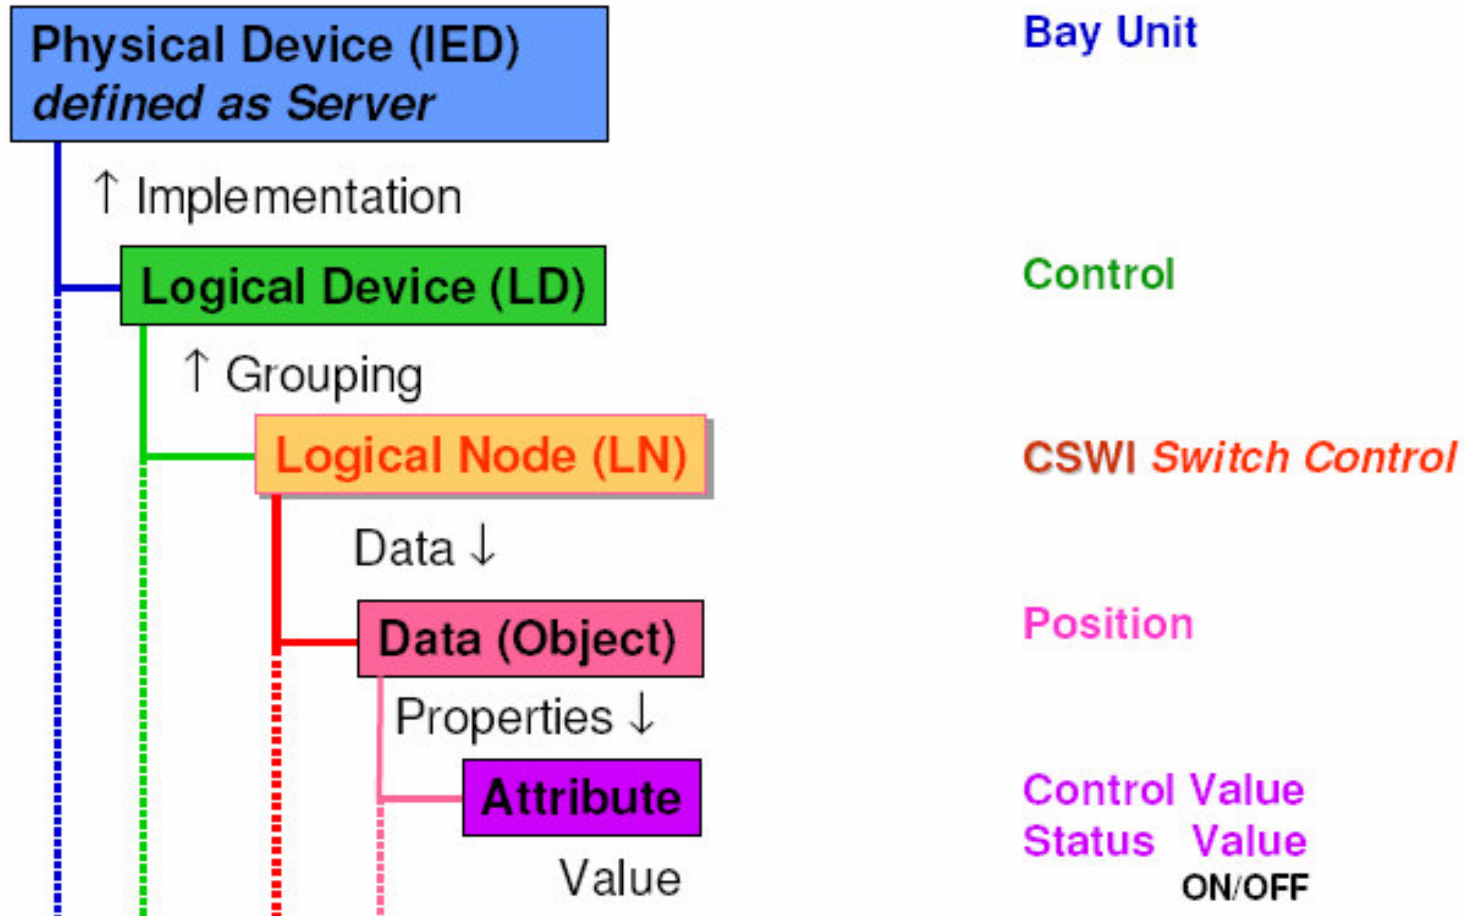 Physical Device (IED)
defined as Server
Bay Unit
↑ Implementation
Logical Device (LD)
Control
↑ Grouping
Logical Node (LN)
CSWI Switch Control
Data ↓
Data (Object)
Position
Properties ↓
Attribute
Control Value
Status Value
Value
ON/OFF